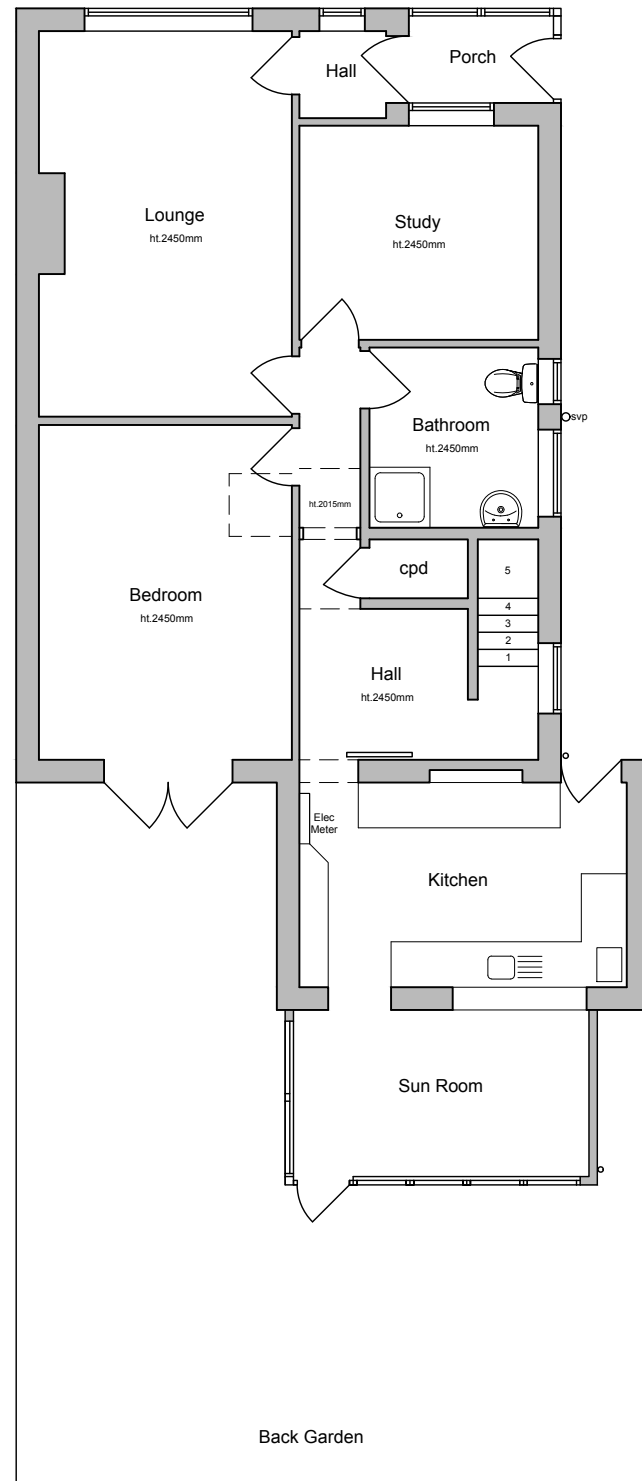 Hall
Porch
Lounge
ht.2450mm
Study
ht.2450mm
Bathroom
ht.2450mm
svp
ht.2015mm
cpd
5
4
3
2
1
Bedroom
ht.2450mm
Hall
ht.2450mm
Elec
Meter
Kitchen
Sun Room
Back Garden